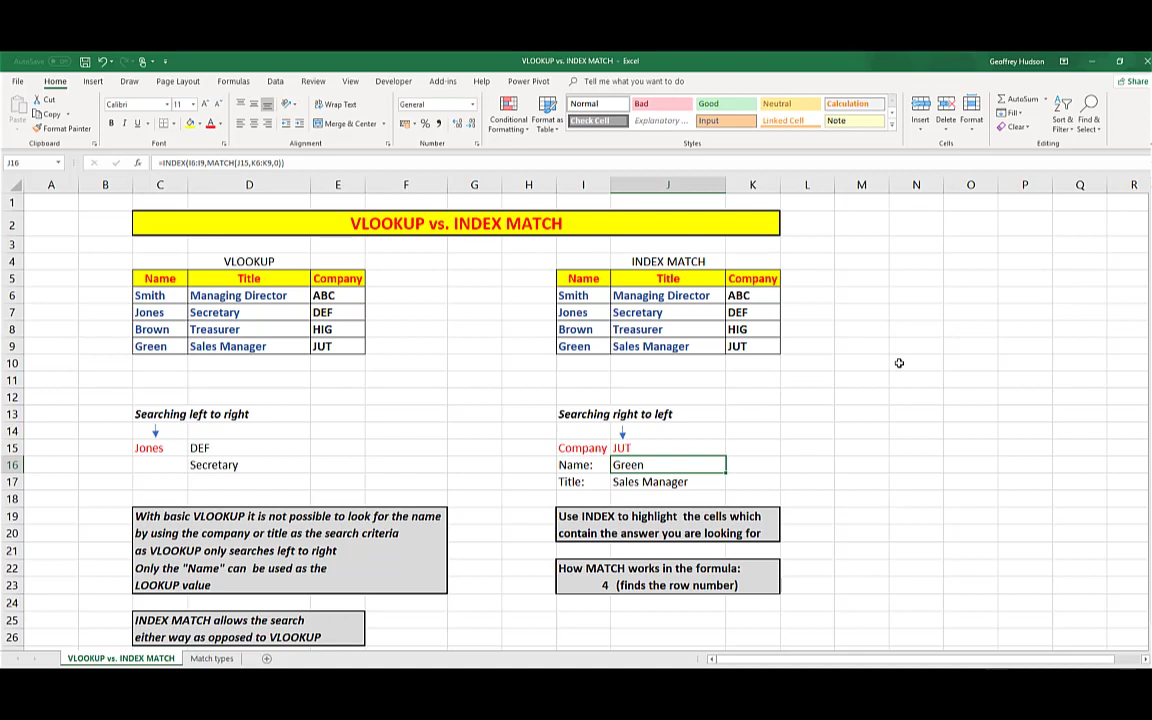 AutoSave Off VLOOKUP vs. INDEX MATCH - Excel Geoffrey Hudson
File Home Insert Draw Page Layout Formulas Data Review View Developer Add-ins Help Power Pivot Tell me what you want to do Share
Cut Calibri 11 Wrap Text General Normal Bad Good Neutral Calculation AutoSum
Paste Copy Conditional Formatting Format as Table Insert Delete Format Fill Sort & Filter Find & Select
Format Painter Merge & Center Check Cell Explanatory ... Input Linked Cell Note Clear
Clipboard Font Alignment Number Styles Cells Editing
J16 =INDEX(I6:I9,MATCH(J15,K6:K9,0))
A B C D E F G H I J K L M N O P Q R
1
2 VLOOKUP vs. INDEX MATCH
3
4 VLOOKUP INDEX MATCH
5 Name Title Company Name Title Company
6 Smith Managing Director ABC Smith Managing Director ABC
7 Jones Secretary DEF Jones Secretary DEF
8 Brown Treasurer HIG Brown Treasurer HIG
9 Green Sales Manager JUT Green Sales Manager JUT
10
11
12
13 Searching left to right Searching right to left
14
15 Jones DEF Company JUT
16 Secretary Name: Green
17 Title: Sales Manager
18
19 With basic VLOOKUP it is not possible to look for the name Use INDEX to highlight the cells which
20 by using the company or title as the search criteria contain the answer you are looking for
21 as VLOOKUP only searches left to right
22 Only the "Name" can be used as the How MATCH works in the formula:
23 LOOKUP value 4 (finds the row number)
24
25 INDEX MATCH allows the search
26 either way as opposed to VLOOKUP
VLOOKUP vs. INDEX MATCH Match types